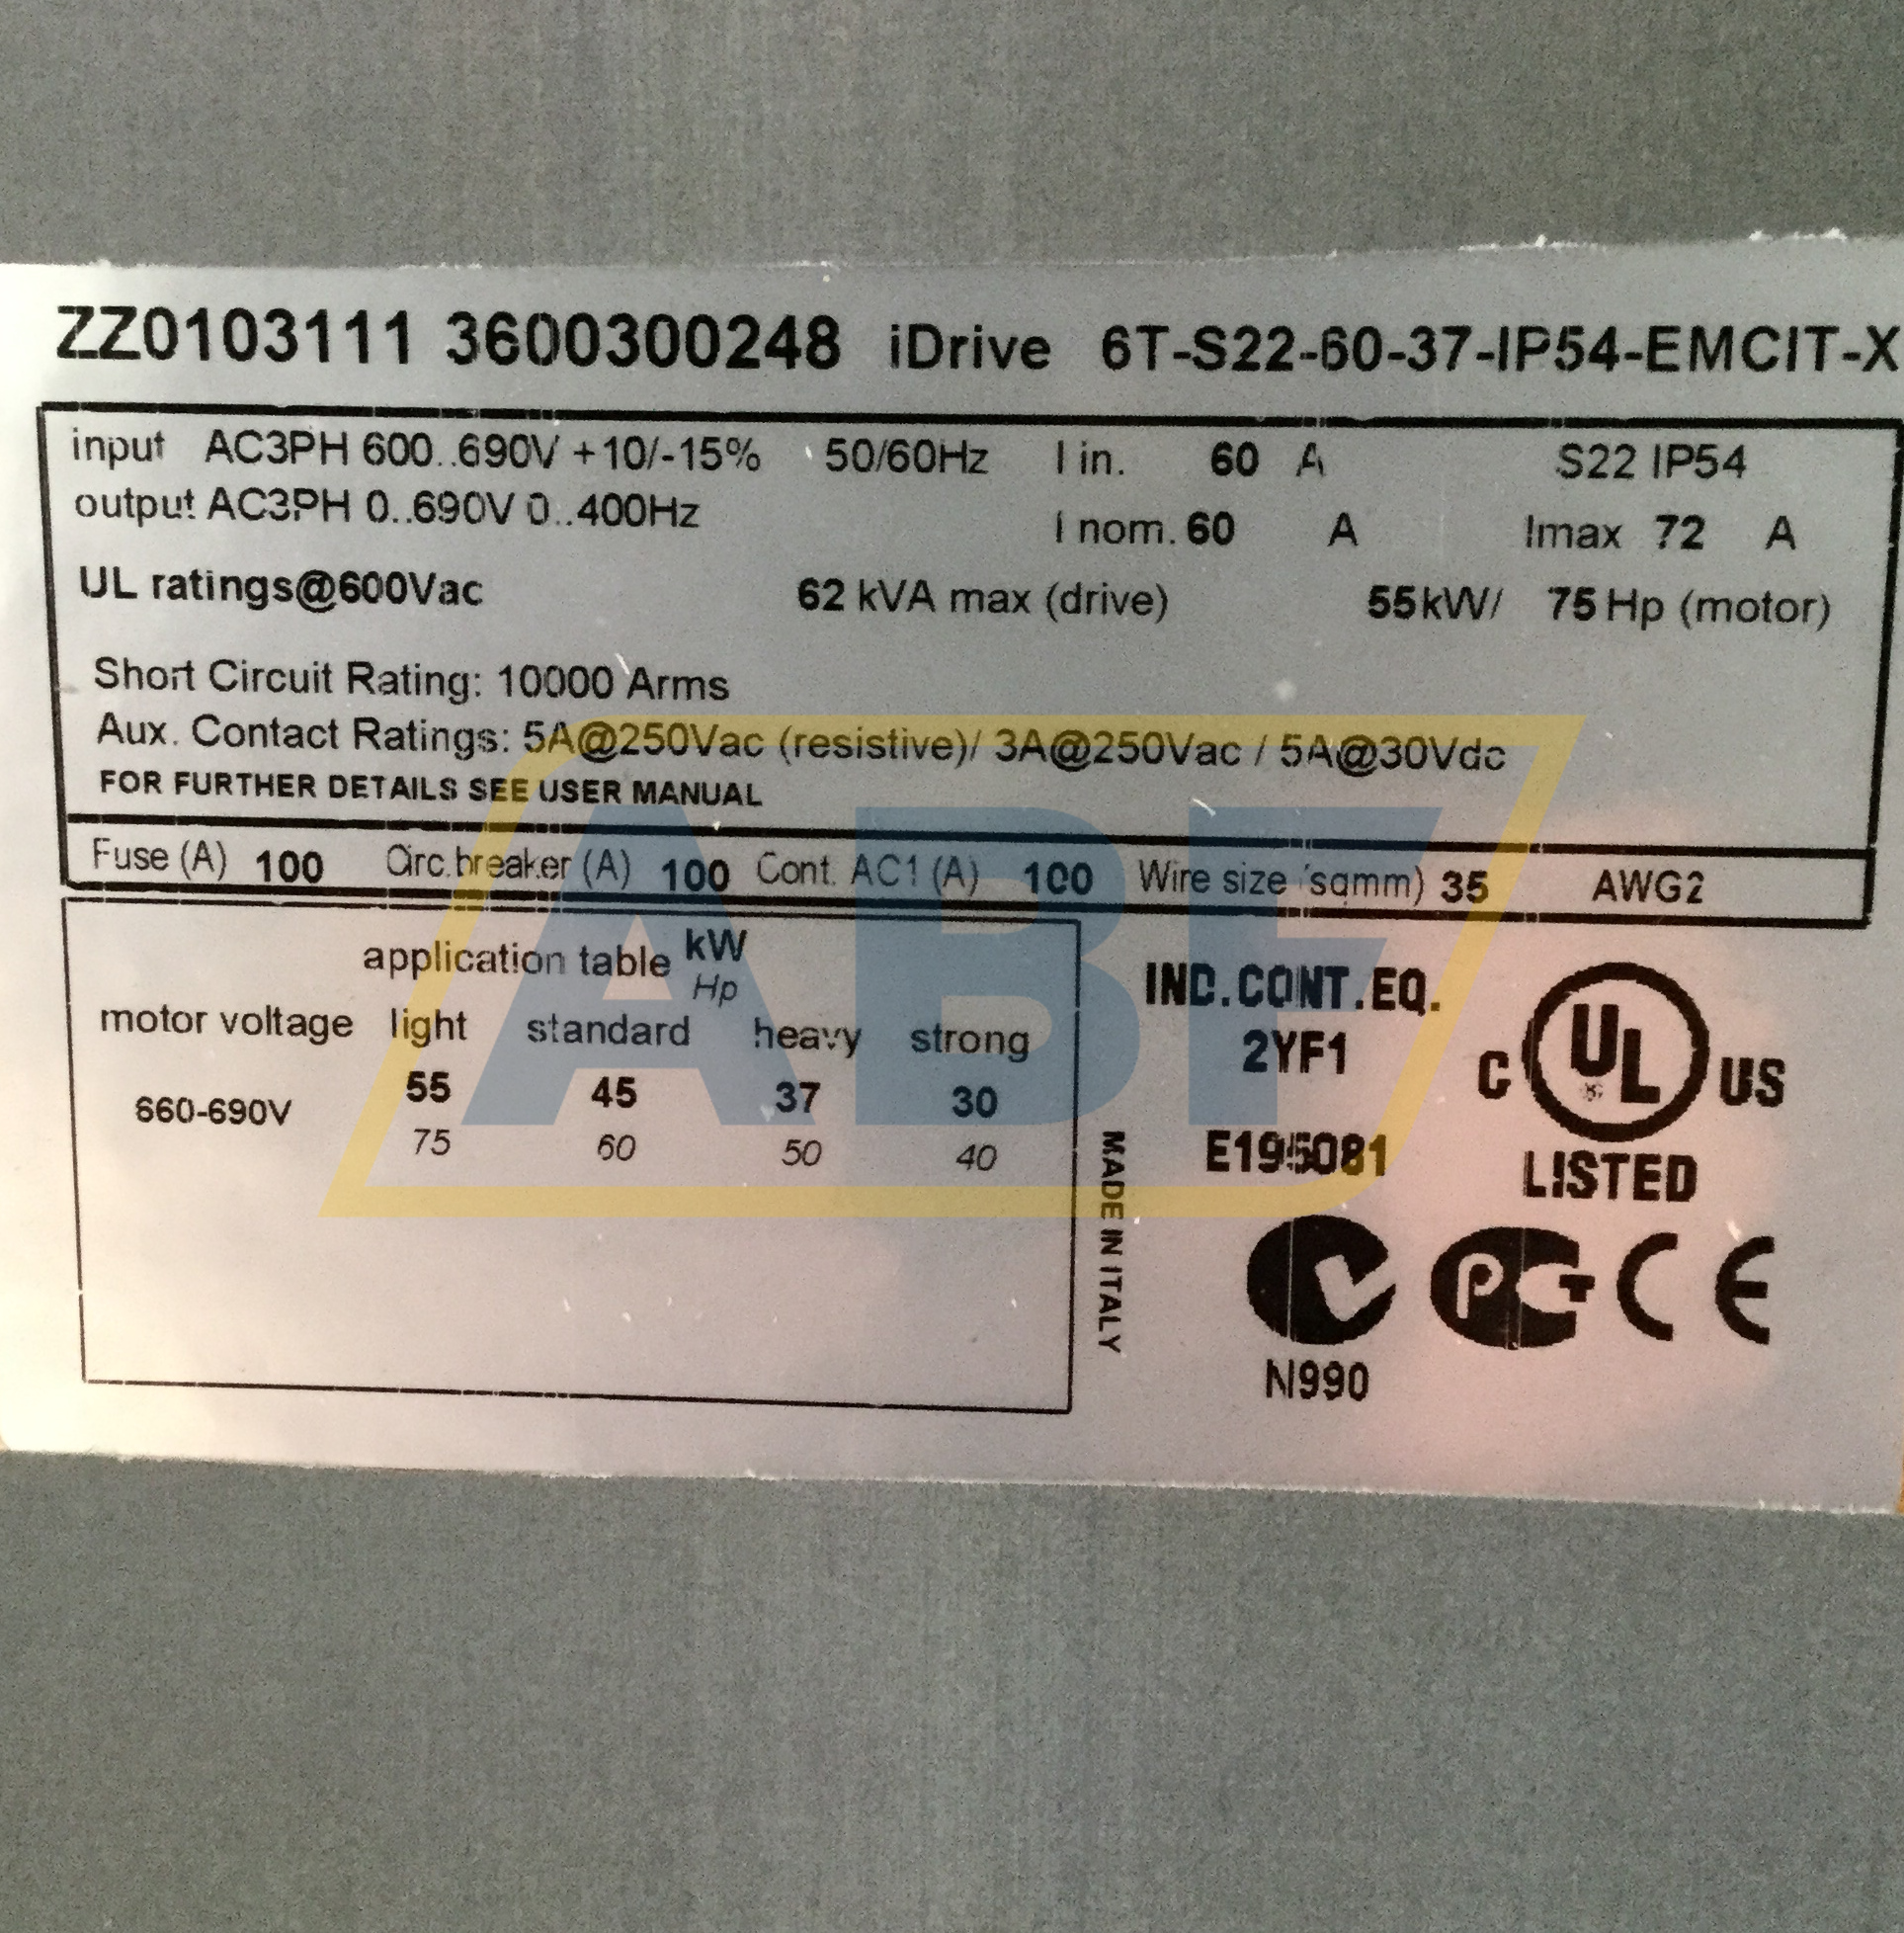 ZZ0103111 3600300248 iDrive 6T-S22-60-37-IP54-EMCIT-X
input AC3PH 600..690V +10/-15% 50/60Hz I in. 60 A S22 IP54
output AC3PH 0..690V 0..400Hz I nom. 60 A Imax 72 A
UL ratings@600Vac 62 kVA max (drive) 55kW/ 75 Hp (motor)
Short Circuit Rating: 10000 Arms
Aux. Contact Ratings: 5A@250Vac (resistive)/ 3A@250Vac / 5A@30Vdc
FOR FURTHER DETAILS SEE USER MANUAL
Fuse (A) 100 Circ.breaker (A) 100 Cont. AC1 (A) 100 Wire size (sqmm) 35 AWG2
application table kW
Hp
motor voltage light standard heavy strong
660-690V 55 45 37 30
75 60 50 40
MADE IN ITALY
IND.CONT.EQ.
2YF1
E195081
C UL US
LISTED
N990
PCT CE
ABF